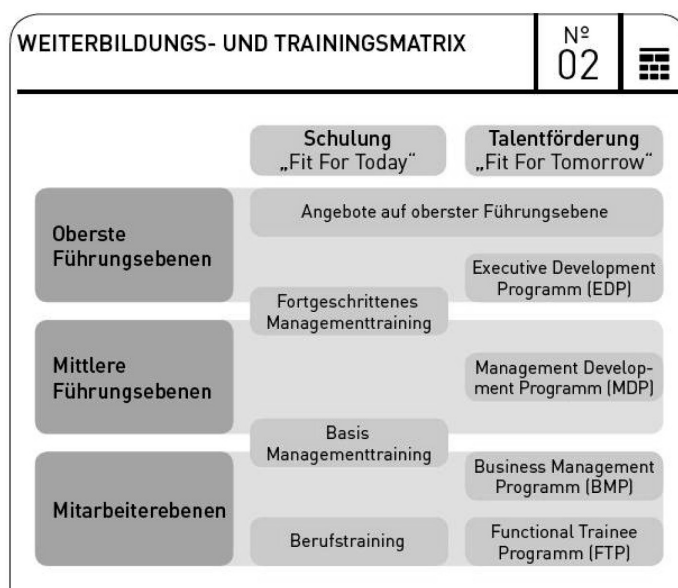 WEITERBILDUNGS- UND TRAININGSMATRIX
Nº
02
Schulung
„Fit For Today“
Talentförderung
„Fit For Tomorrow“
Oberste
Führungsebenen
Angebote auf oberster Führungsebene
Executive Development
Programm (EDP)
Fortgeschrittenes
Managementtraining
Mittlere
Führungsebenen
Management Develop-
ment Programm (MDP)
Basis
Managementtraining
Mitarbeiterebenen
Business Management
Programm (BMP)
Berufstraining
Functional Trainee
Programm (FTP)